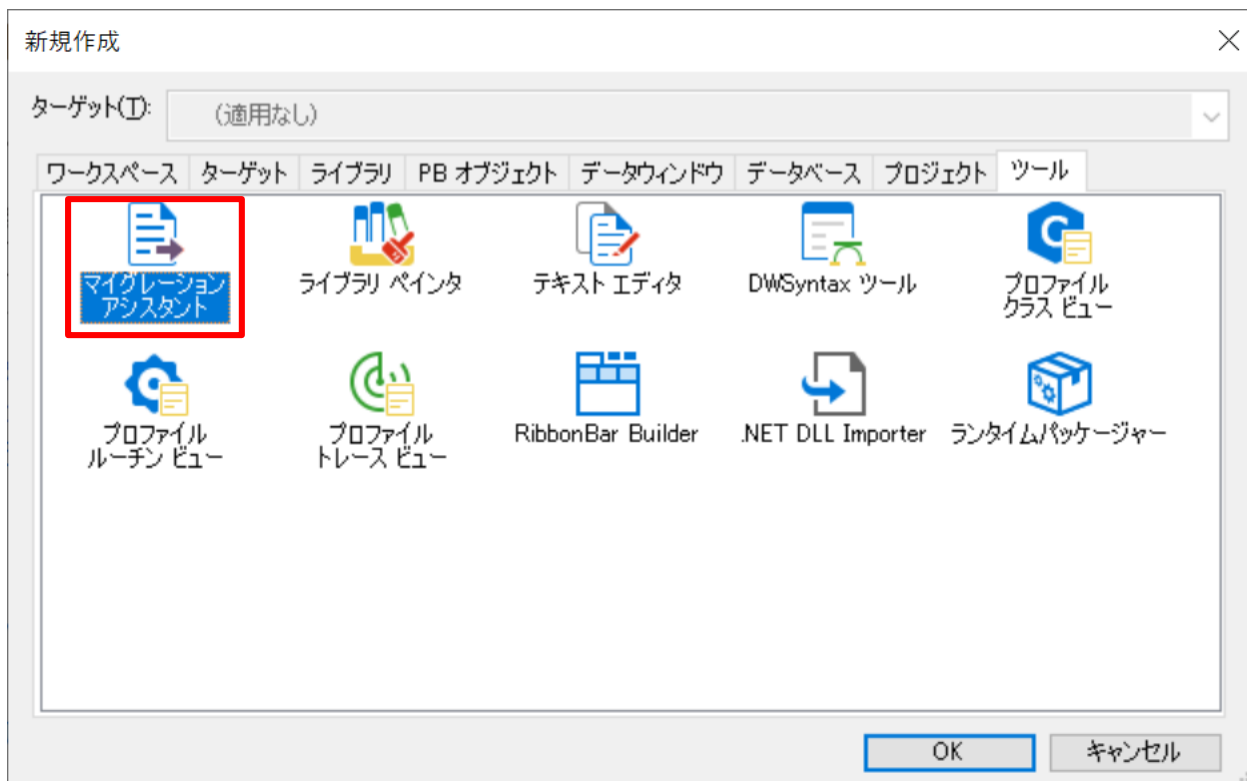 新規作成
ターゲット(T): (適用なし)
ワークスペース ターゲット ライブラリ PB オブジェクト データウィンドウ データベース プロジェクト ツール
マイグレーション
アシスタント
ライブラリ ペインタ
テキスト エディタ
DWSyntax ツール
プロファイル
クラス ビュー
プロファイル
ルーチン ビュー
プロファイル
トレース ビュー
RibbonBar Builder
.NET DLL Importer
ランタイムパッケージャー
OK キャンセル